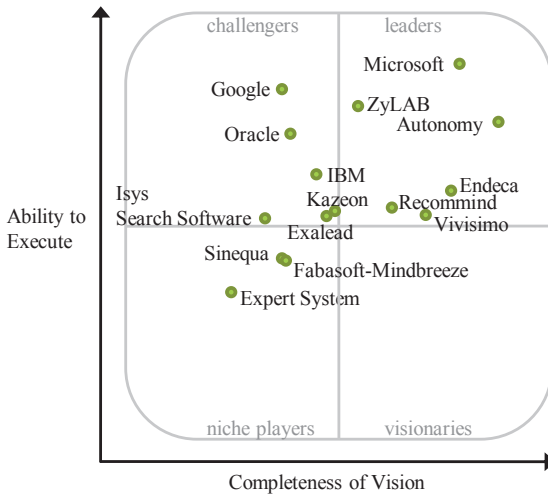 challengers
leaders
Microsoft
Google
ZyLAB
Autonomy
Oracle
IBM
Endeca
Isys
Search Software
Kazeon
Recommind
Vivisimo
Exalead
Ability to
Execute
Sinequa
Fabasoft-Mindbreeze
Expert System
niche players
visionaries
Completeness of Vision